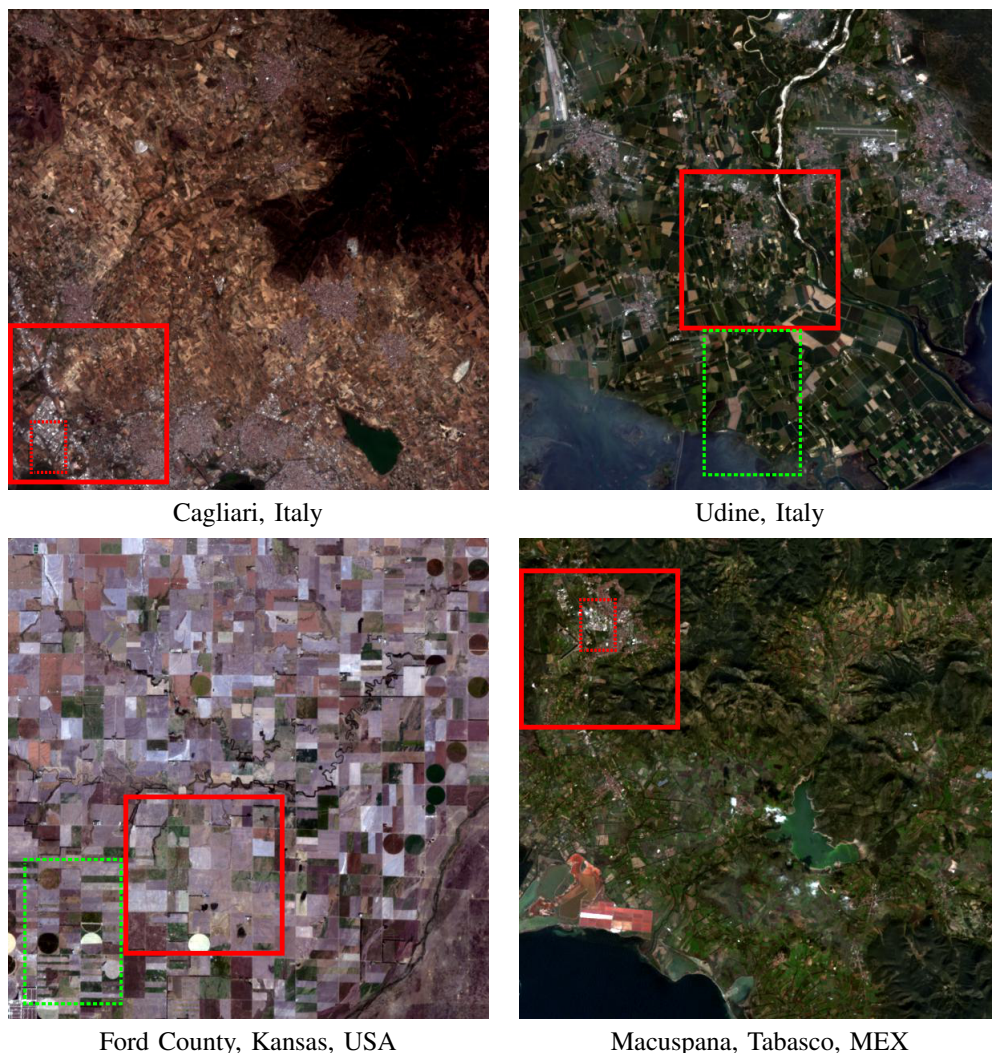 Cagliari, Italy
Udine, Italy
Ford County, Kansas, USA
Macuspana, Tabasco, MEX